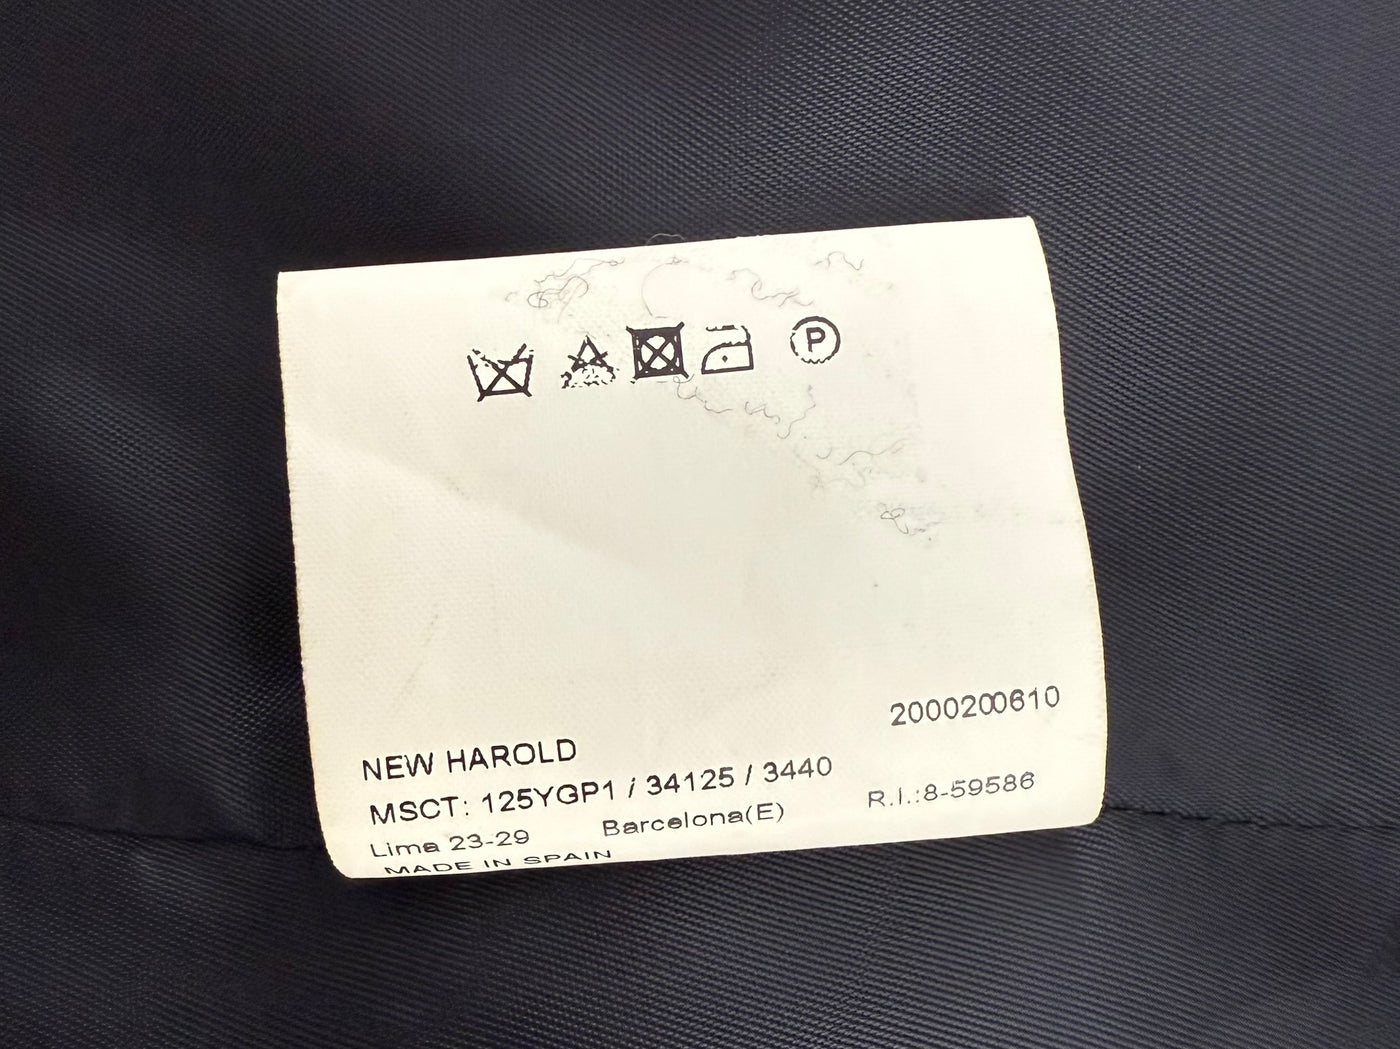 P
2000200610
NEW HAROLD
MSCT: 125YGP1 / 34125 / 3440
Lima 23-29 Barcelona(E) R.I.:8-59586
MADE IN SPAIN